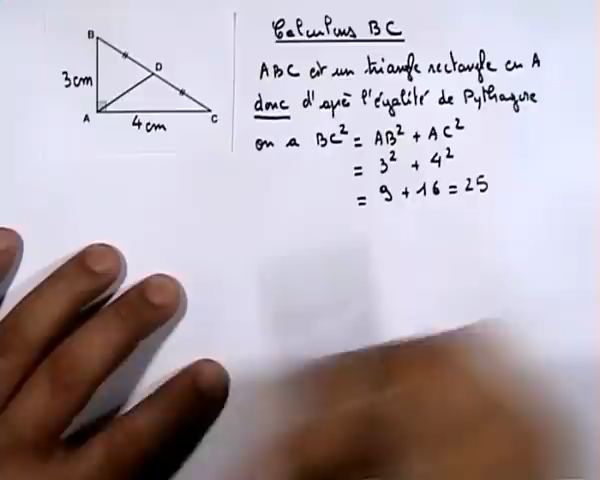 B
D
3cm
A
4cm
C
Calculons BC
ABC est un triangle rectangle en A
donc d'après l'égalité de Pythagore
on a BC² = AB² + AC²
= 3² + 4²
= 9 + 16 = 25